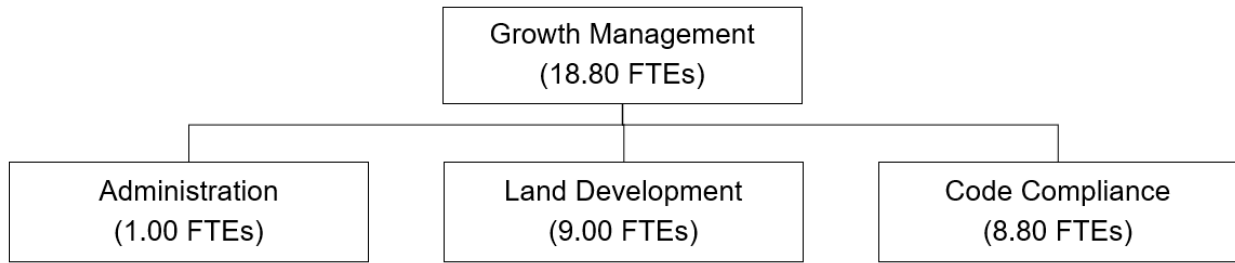 Growth Management
(18.80 FTEs)
Administration
(1.00 FTEs)
Land Development
(9.00 FTEs)
Code Compliance
(8.80 FTEs)